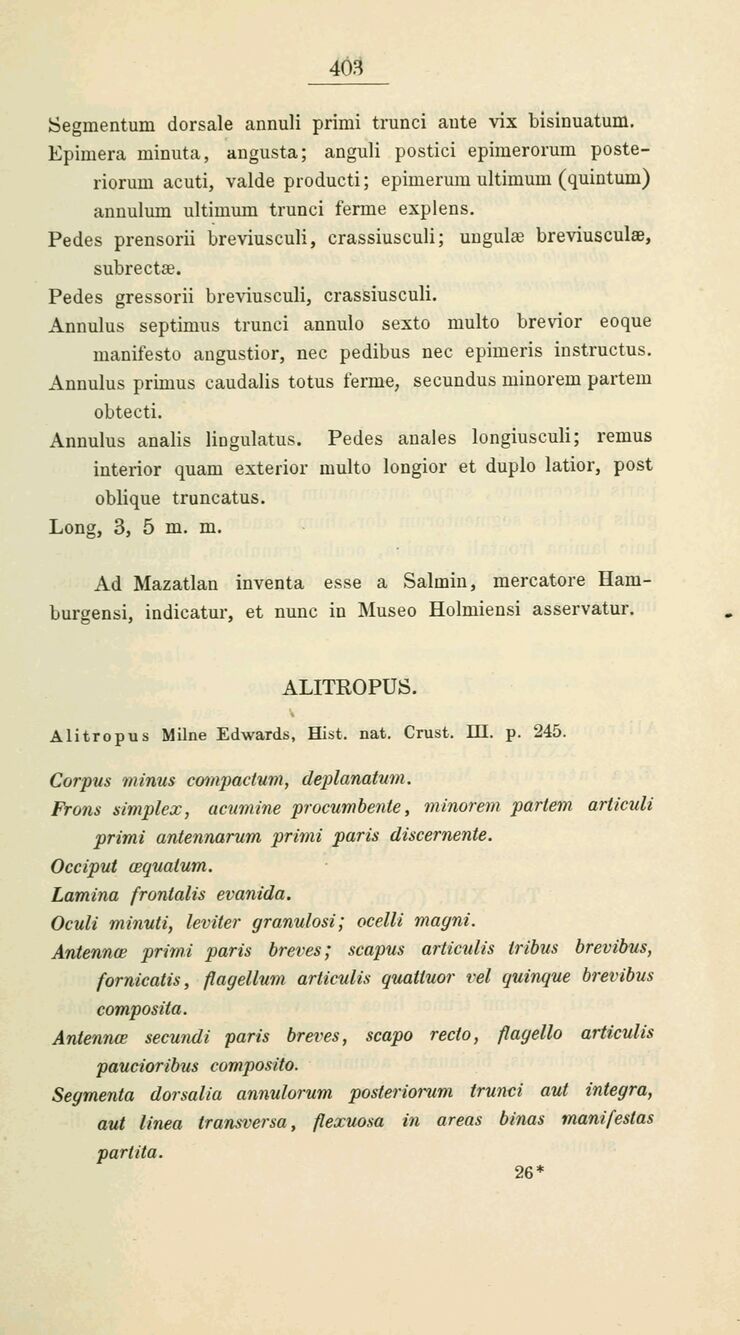 403
Segmentum dorsale annuli primi trunci ante vix bisinuatum.
Epimera minuta, angusta; anguli postici epimerorum poste-
riorum acuti, valde producti; epimerum ultimum (quintum)
annulum ultimum trunci ferme explens.
Pedes prensorii breviusculi, crassiusculi; ungulæ breviusculæ,
subrectæ.
Pedes gressorii breviusculi, crassiusculi.
Annulus septimus trunci annulo sexto multo brevior eoque
manifesto angustior, nec pedibus nec epimeris instructus.
Annulus primus caudalis totus ferme, secundus minorem partem
obtecti.
Annulus analis lingulatus. Pedes anales longiusculi; remus
interior quam exterior multo longior et duplo latior, post
oblique truncatus.
Long, 3, 5 m. m.
Ad Mazatlan inventa esse a Salmin, mercatore Ham-
burgensi, indicatur, et nunc in Museo Holmiensi asservatur.
ALITROPUS.
Alitropus Milne Edwards, Hist. nat. Crust. III. p. 245.
Corpus minus compactum, deplanatum.
Frons simplex, acumine procumbente, minorem partem articuli
primi antennarum primi paris discernente.
Occiput æquatum.
Lamina frontalis evanida.
Oculi minuti, leviter granulosi; ocelli magni.
Antennæ primi paris breves; scapus articulis tribus brevibus,
fornicatis, flagellum articulis quattuor vel quinque brevibus
composita.
Antennæ secundi paris breves, scapo recto, flagello articulis
paucioribus composito.
Segmenta dorsalia annulorum posteriorum trunci aut integra,
aut linea transversa, flexuosa in areas binas manifestas
partita.
26*